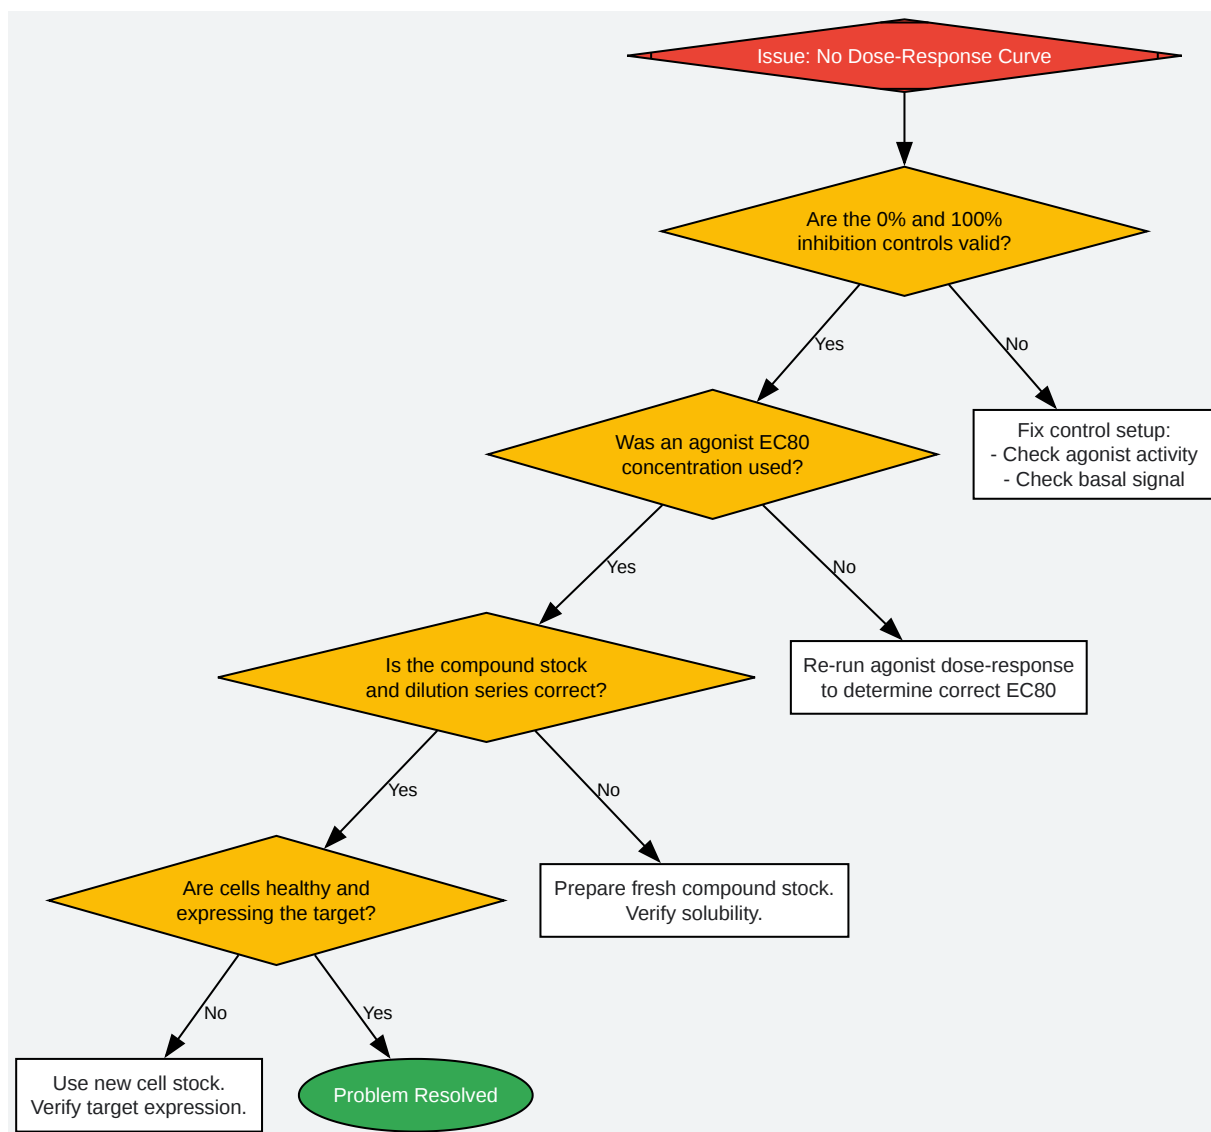 Issue: No Dose-Response Curve
Are the 0% and 100%
inhibition controls valid?
Yes
No
Was an agonist EC80
concentration used?
Fix control setup:
- Check agonist activity
- Check basal signal
Yes
No
Is the compound stock
and dilution series correct?
Re-run agonist dose-response
to determine correct EC80
Yes
No
Are cells healthy and
expressing the target?
Prepare fresh compound stock.
Verify solubility.
No
Yes
Use new cell stock.
Verify target expression.
Problem Resolved